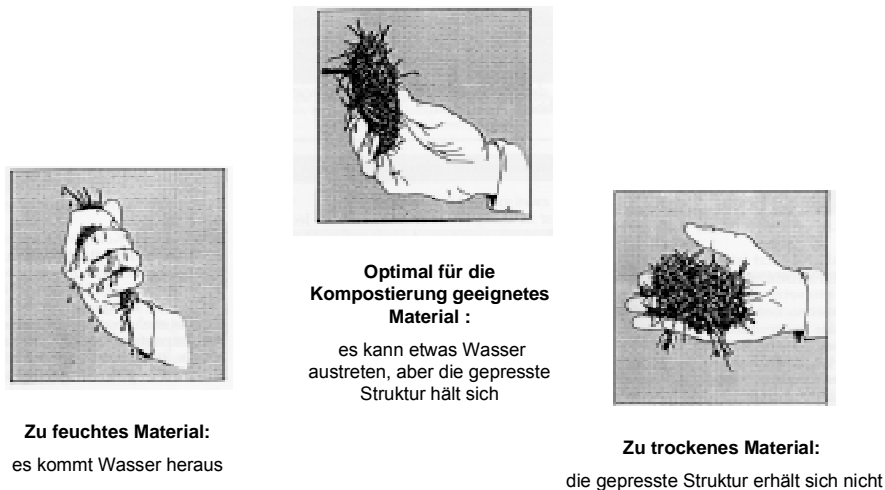 Zu feuchtes Material:
es kommt Wasser heraus
Optimal für die
Kompostierung geeignetes
Material :
es kann etwas Wasser
austreten, aber die gepresste
Struktur hält sich
Zu trockenes Material:
die gepresste Struktur erhält sich nicht